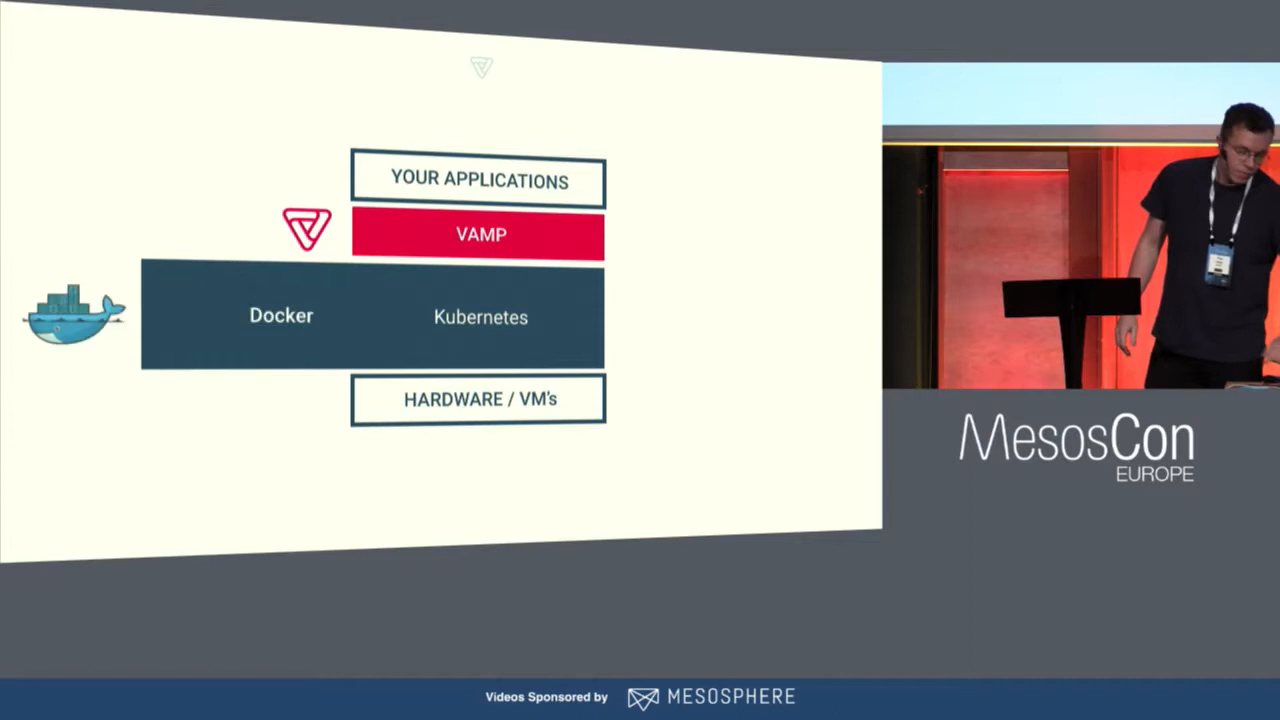 YOUR APPLICATIONS
VAMP
Docker
Kubernetes
HARDWARE / VM's
MesosCon
EUROPE
Videos Sponsored by
MESOSPHERE